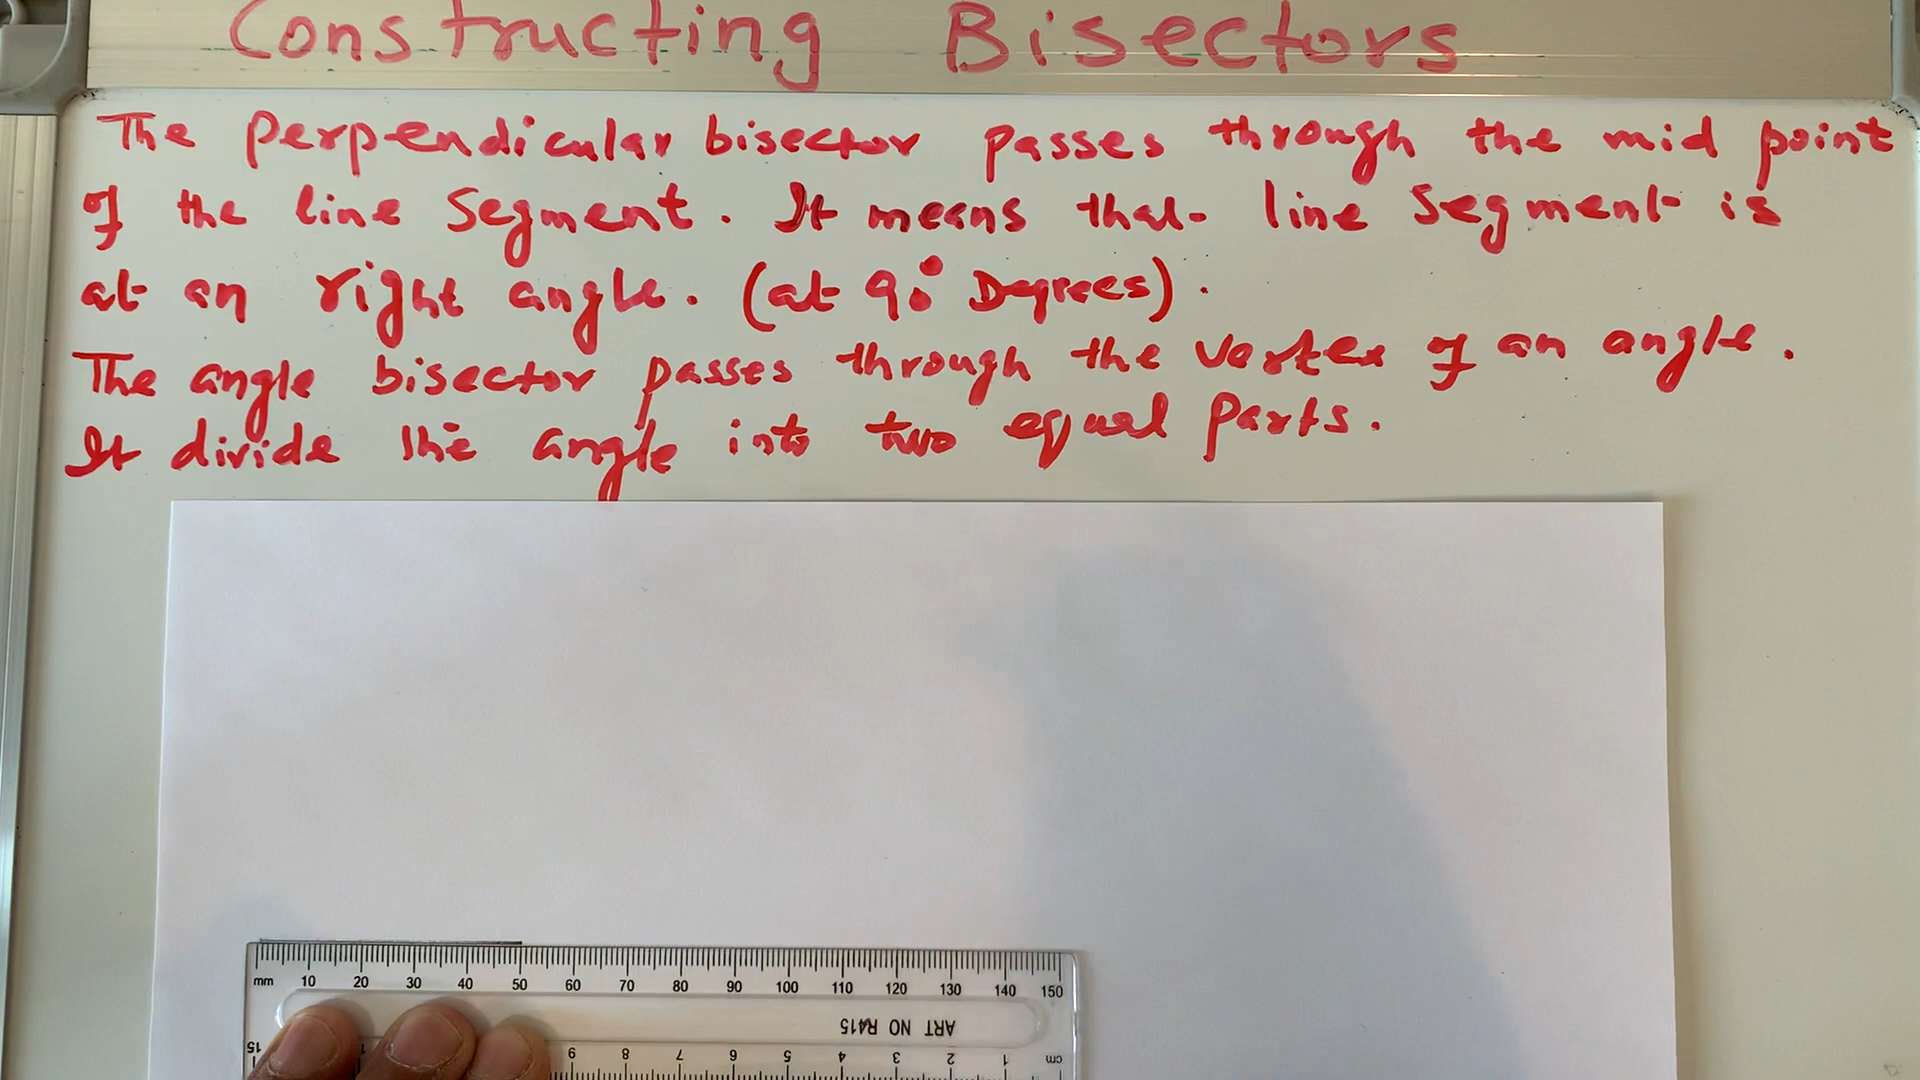 Constructing Bisectors
The perpendicular bisector passes through the mid point
of the line segment. It means that line segment is
at an right angle. (at 90° Degrees).
The angle bisector passes through the vertex of an angle.
It divide the angle into two equal parts.
mm 10 20 30 40 50 60 70 80 90 100 110 120 130 140 150
ART NO R415
15 9 8 7 6 5 4 3 2 1 cm